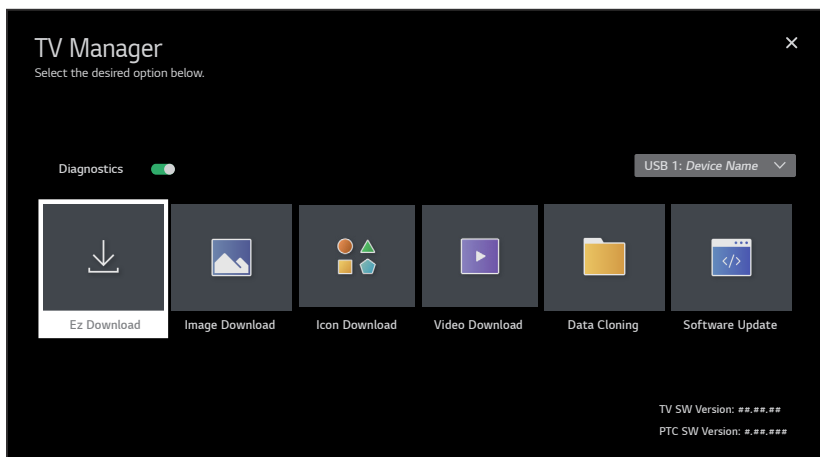 TV Manager
Select the desired option below.
Diagnostics
USB 1: Device Name
</>
Ez Download
Image Download
Icon Download
Video Download
Data Cloning
Software Update
TV SW Version: ##.##.##
PTC SW Version: #.##.###